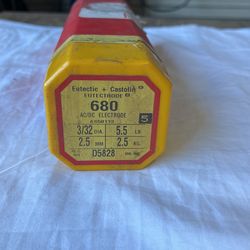 Eutectic + Castolin ®
EUTECTRODE ®
680
AC/DC ELECTRODE
5
3/32 DIA. 5.5 LB
2.5 MM 2.5 KG.
D5828